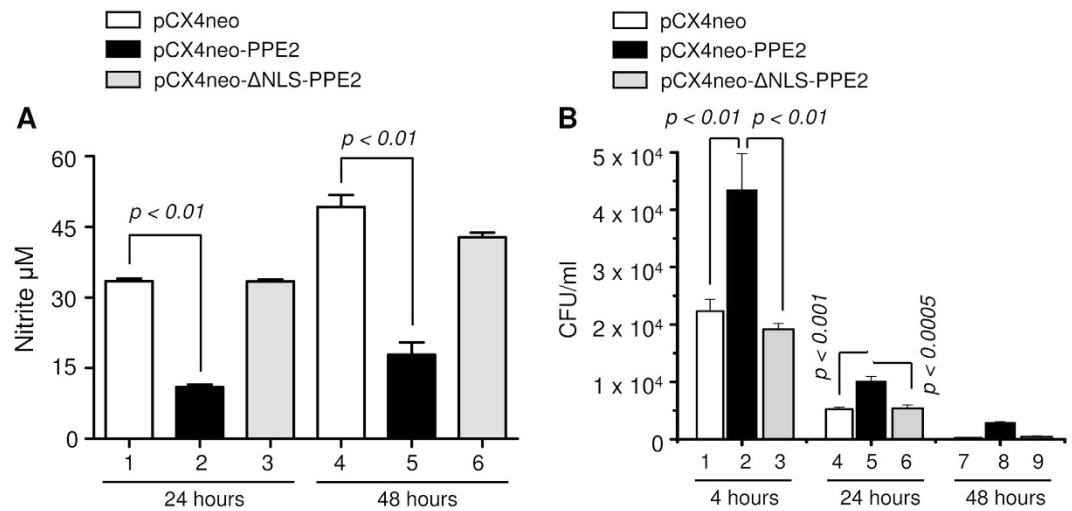 pCX4neo
pCX4neo-PPE2
pCX4neo-ΔNLS-PPE2
A
p < 0.01
p < 0.01
60
45
30
15
0
Nitrite µM
1 2 3 4 5 6
24 hours 48 hours
pCX4neo
pCX4neo-PPE2
pCX4neo-ΔNLS-PPE2
B
p < 0.01 p < 0.01
5 x 10⁴
4 x 10⁴
3 x 10⁴
2 x 10⁴
1 x 10⁴
0
CFU/ml
p < 0.001
p < 0.0005
1 2 3 4 5 6 7 8 9
4 hours 24 hours 48 hours